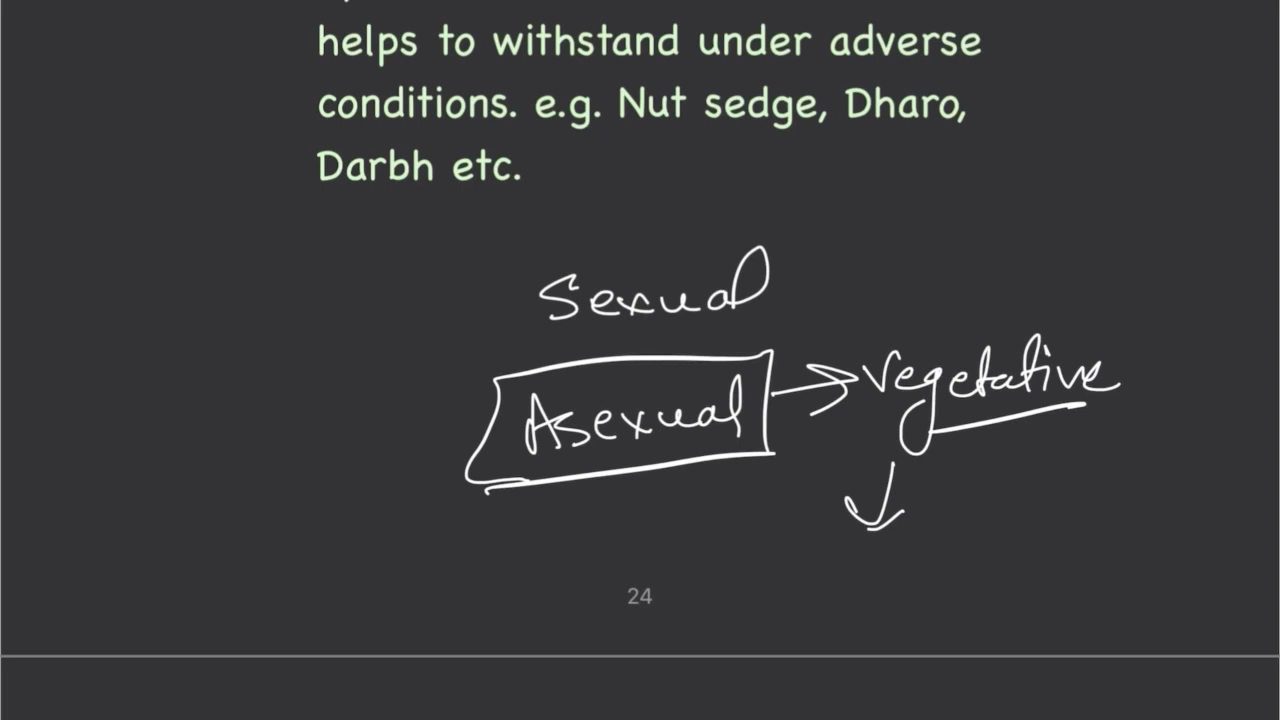 helps to withstand under adverse
conditions. e.g. Nut sedge, Dharo,
Darbh etc.
Sexual
Asexual → Vegetative
↓
24